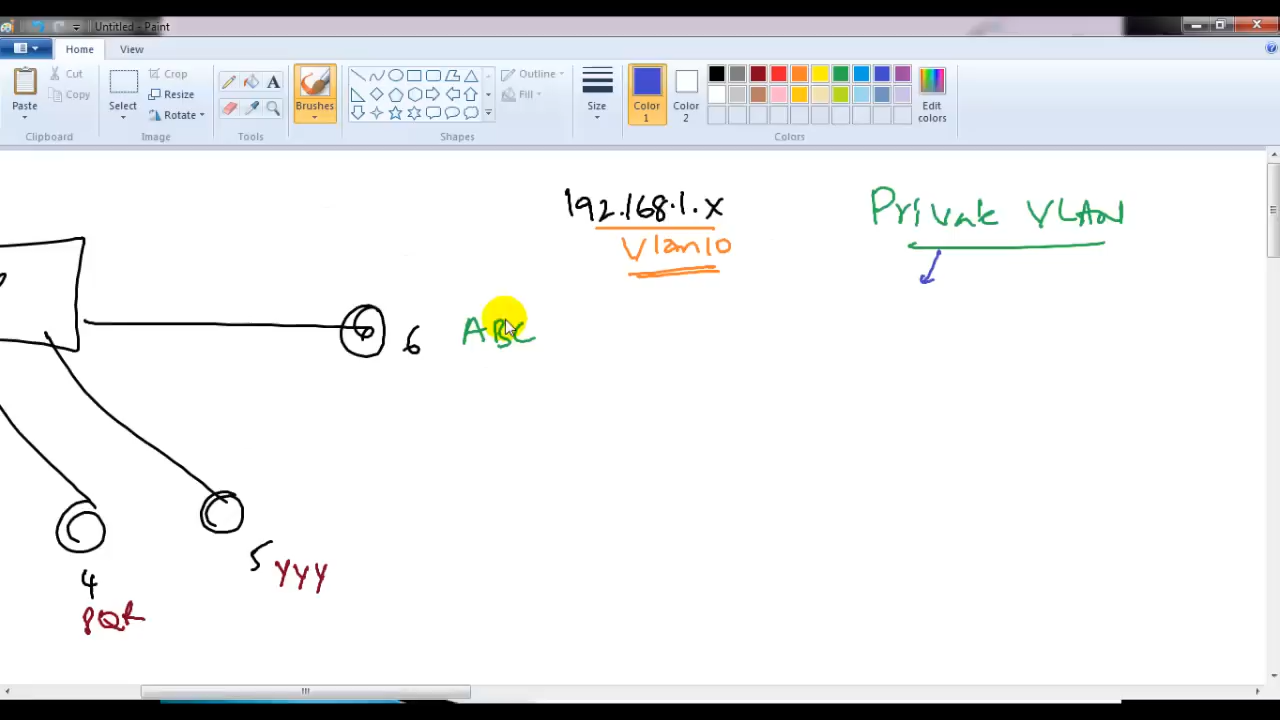 Untitled - Paint
Home
View
Paste
Cut
Copy
Clipboard
Select
Crop
Resize
Rotate
Image
Tools
Brushes
Outline
Fill
Shapes
Size
Color 1
Color 2
Edit colors
Colors
192.168.1.x
Vlan10
Private VLAN
6
ABC
5
YYY
4
PQR